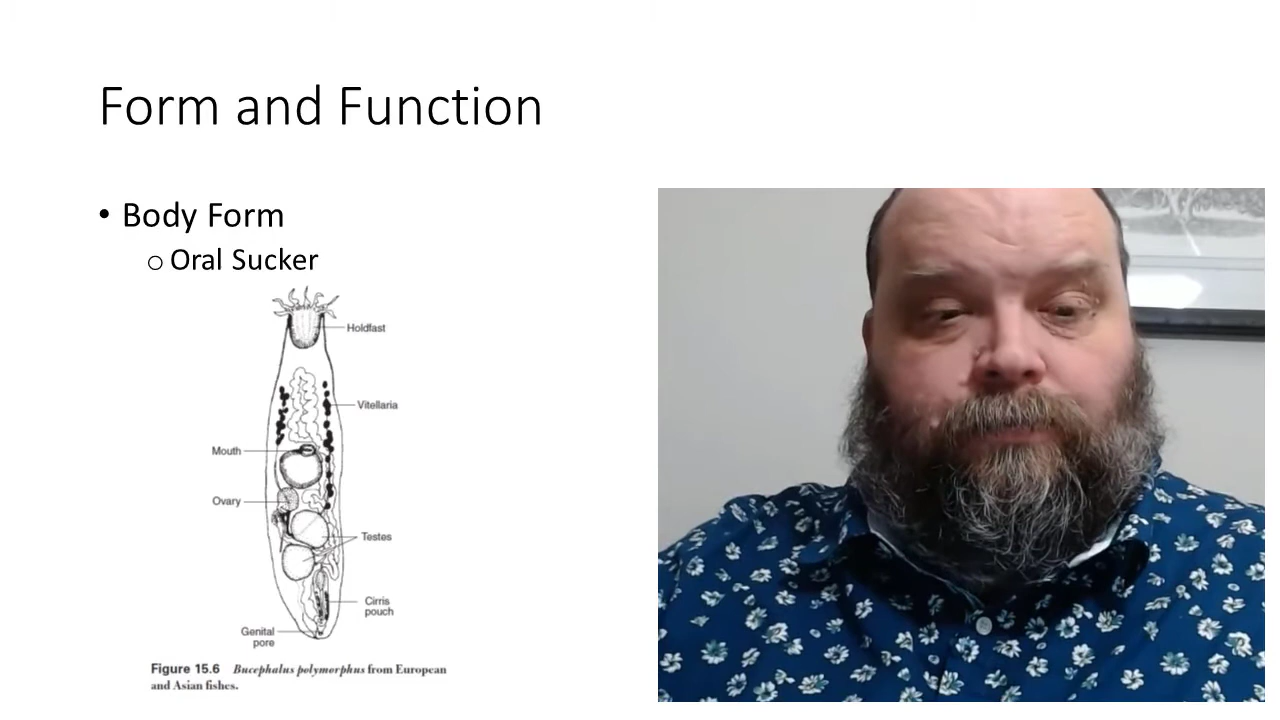 Form and Function
• Body Form
o Oral Sucker
Holdfast
Vitellaria
Mouth
Ovary
Testes
Cirris
pouch
Genital
pore
Figure 15.6 Bucephalus polymorphus from European
and Asian fishes.